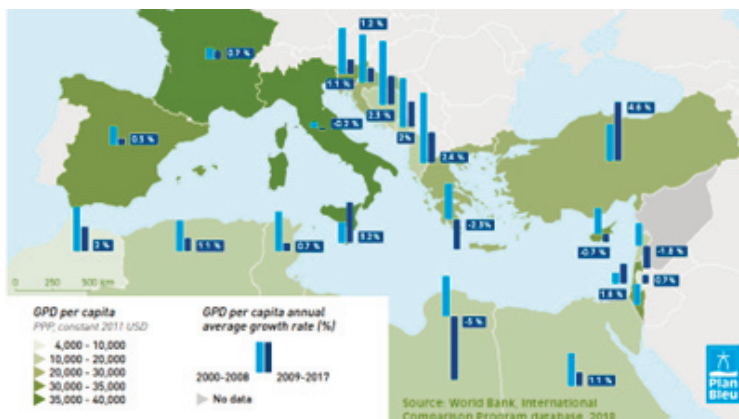 1.2 %
0.7 %
1.1 %
2.3 %
4.6 %
0.5 %
-0.2 %
2%
2.4 %
2 %
1.1 %
0.7 %
3.2%
-2.3%
-0.7 %
-1.8 %
0.7%
1.6 %
-5 %
1.1 %
0 250 500 km
GPD per capita
PPP, constant 2011 USD
4,000 - 10,000
10,000 - 20,000
20,000 - 30,000
30,000 - 35,000
35,000 - 40,000
GPD per capita annual
average growth rate (%)
2000-2008 2009-2017
No data
Source: World Bank, International
Comparison Program database, 2018
Plan
Bleu